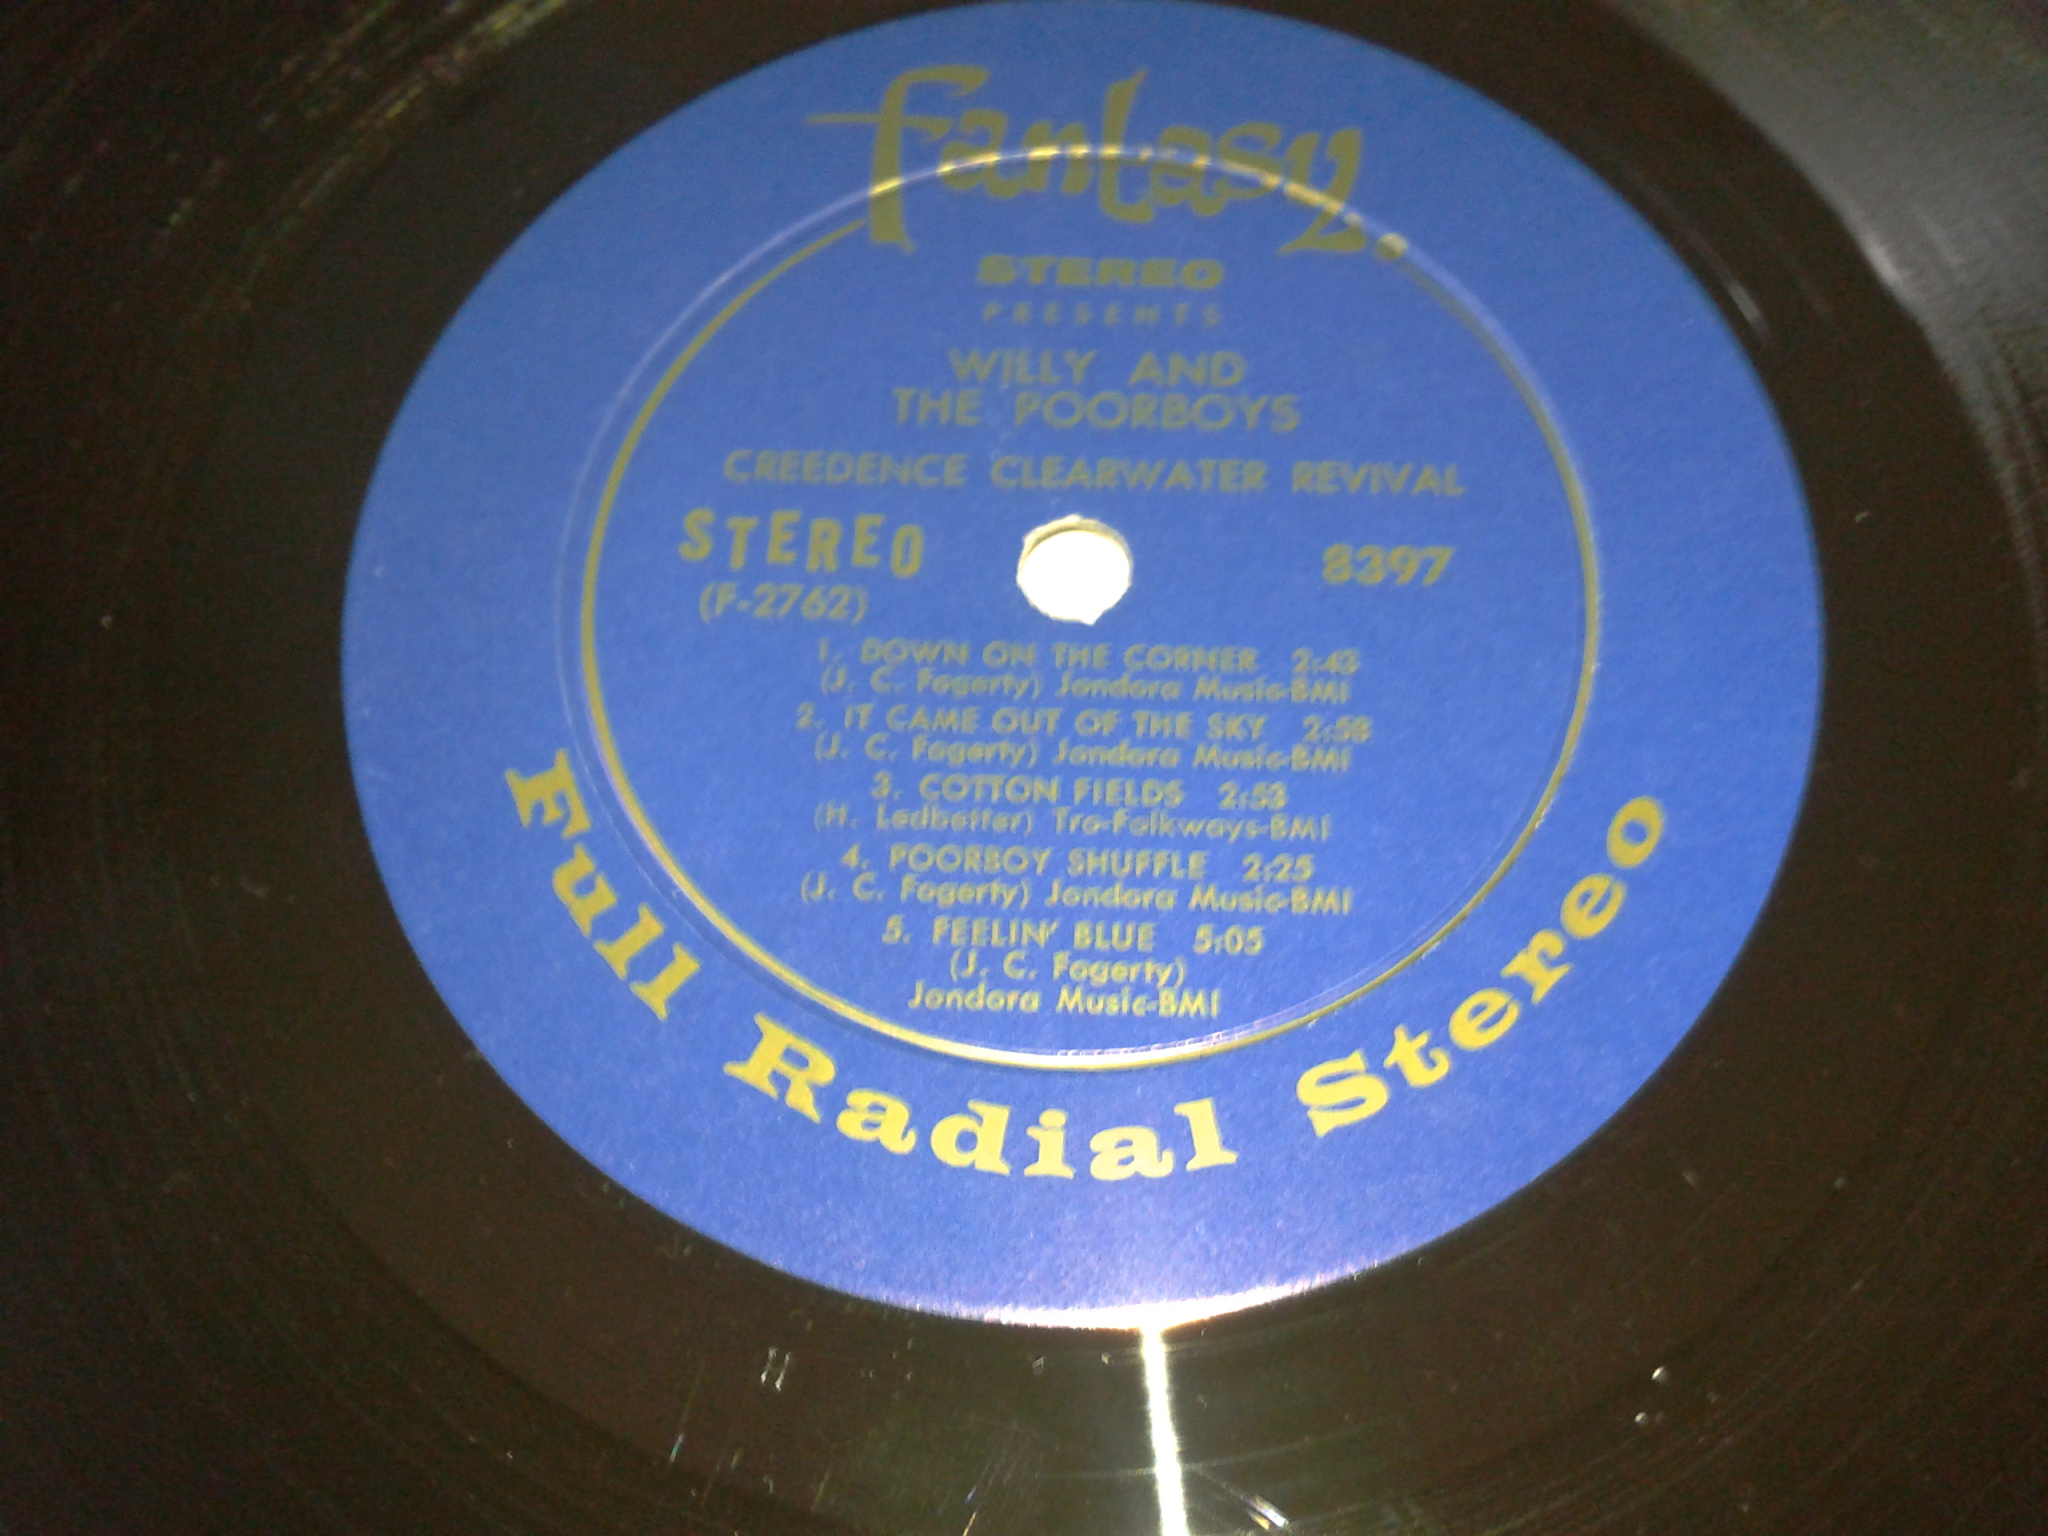 Fantasy.
STEREO
PRESENTS
WILLY AND
THE POORBOYS
CREEDENCE CLEARWATER REVIVAL
STEREO 8397
(F-2762)
1. DOWN ON THE CORNER 2:43
(J. C. Fogerty) Jondora Music-BMI
2. IT CAME OUT OF THE SKY 2:58
(J. C. Fogerty) Jondora Music-BMI
3. COTTON FIELDS 2:53
(H. Ledbetter) Tro-Folkways-BMI
4. POORBOY SHUFFLE 2:25
(J. C. Fogerty) Jondora Music-BMI
5. FEELIN' BLUE 5:05
(J. C. Fogerty)
Jondora Music-BMI
Full Radial Stereo